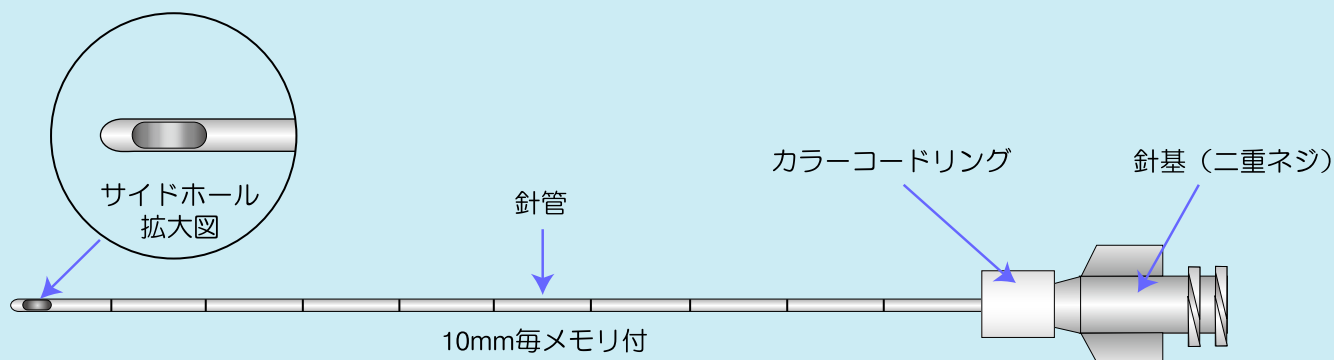 サイドホール
拡大図
針管
カラーコードリング
針基（二重ネジ）
10mm毎メモリ付